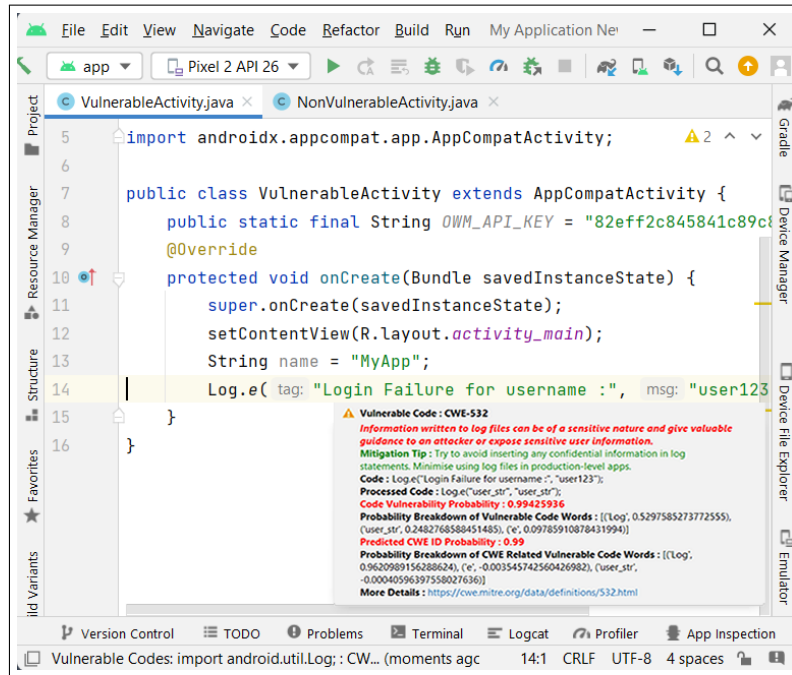 File Edit View Navigate Code Refactor Build Run My Application Ne
app Pixel 2 API 26
VulnerableActivity.java NonVulnerableActivity.java
Project
Resource Manager
Structure
Favorites
ild Variants
5 import androidx.appcompat.app.AppCompatActivity; 2
6
7 public class VulnerableActivity extends AppCompatActivity {
8 public static final String OWM_API_KEY = "82eff2c845841c89c8
9 @Override
10 protected void onCreate(Bundle savedInstanceState) {
11 super.onCreate(savedInstanceState);
12 setContentView(R.layout.activity_main);
13 String name = "MyApp";
14 Log.e( tag: "Login Failure for username :", msg: "user123
15 }
16 }
Vulnerable Code : CWE-532
Information written to log files can be of a sensitive nature and give valuable
guidance to an attacker or expose sensitive user information.
Mitigation Tip : Try to avoid inserting any confidential information in log
statements. Minimise using log files in production-level apps.
Code : Log.e("Login Failure for username :", "user123");
Processed Code : Log.e("user_str", "user_str");
Code Vulnerability Probability : 0.99425936
Probability Breakdown of Vulnerable Code Words : [('Log', 0.5297585273772555),
('user_str', 0.2482768588451485), ('e', 0.09785910878431994)]
Predicted CWE ID Probability : 0.99
Probability Breakdown of CWE Related Vulnerable Code Words : [('Log',
0.9620989156288624), ('e', -0.003545742560426982), ('user_str',
-0.00040596397558027636)]
More Details : https://cwe.mitre.org/data/definitions/532.html
Gradle
Device Manager
Device File Explorer
Emulator
Version Control TODO Problems Terminal Logcat Profiler App Inspection
Vulnerable Codes: import android.util.Log; : CW... (moments agc 14:1 CRLF UTF-8 4 spaces